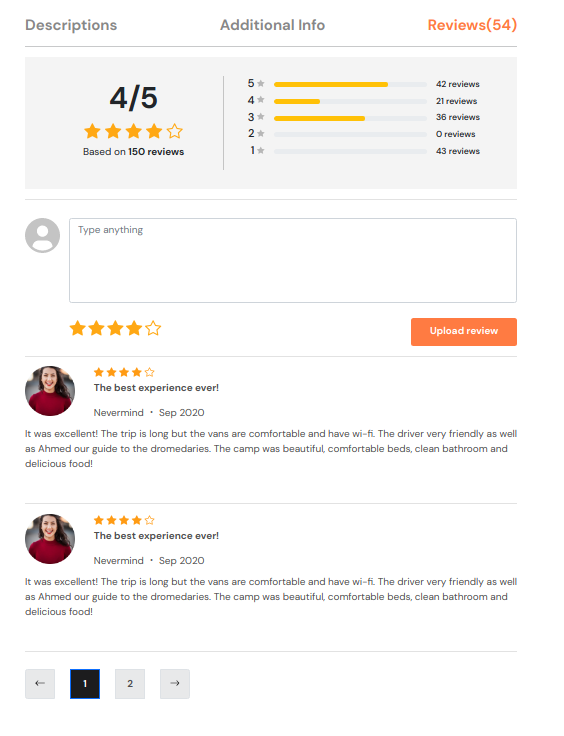 Descriptions Additional Info Reviews(54)
4/5
Based on 150 reviews
5 42 reviews
4 21 reviews
3 36 reviews
2 0 reviews
1 43 reviews
Type anything
Upload review
The best experience ever!
Nevermind · Sep 2020
It was excellent! The trip is long but the vans are comfortable and have wi-fi. The driver very friendly as well
as Ahmed our guide to the dromedaries. The camp was beautiful, comfortable beds, clean bathroom and
delicious food!
The best experience ever!
Nevermind · Sep 2020
It was excellent! The trip is long but the vans are comfortable and have wi-fi. The driver very friendly as well
as Ahmed our guide to the dromedaries. The camp was beautiful, comfortable beds, clean bathroom and
delicious food!
← 1 2 →